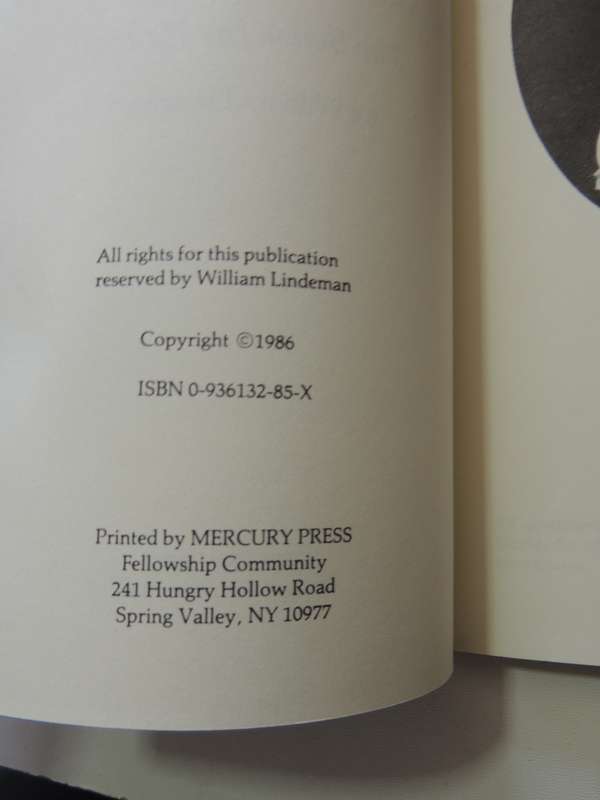 All rights for this publication
reserved by William Lindeman
Copyright ©1986
ISBN 0-936132-85-X
Printed by MERCURY PRESS
Fellowship Community
241 Hungry Hollow Road
Spring Valley, NY 10977